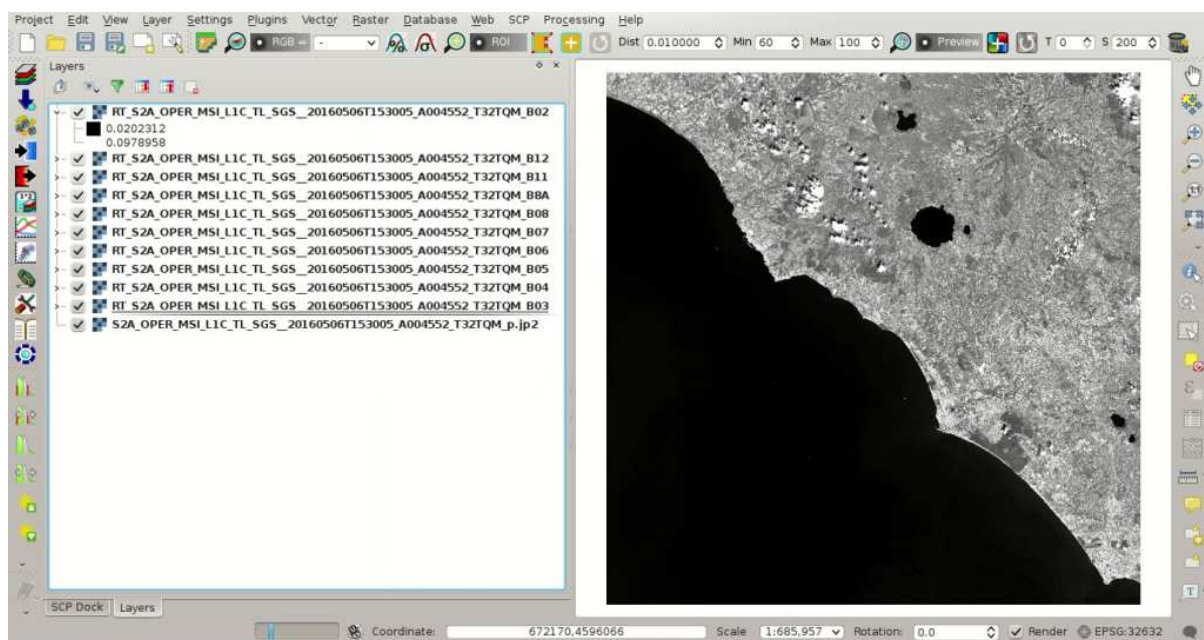 Project Edit View Layer Settings Plugins Vector Raster Database Web SCP Processing Help
RGB = - ROI Dist 0.010000 Min 60 Max 100 Preview T 0 S 200
Layers
RT_S2A_OPER_MSI_L1C_TL_SGS__20160506T153005_A004552_T32TQM_B02
0.0202312
0.0978958
RT_S2A_OPER_MSI_L1C_TL_SGS__20160506T153005_A004552_T32TQM_B12
RT_S2A_OPER_MSI_L1C_TL_SGS__20160506T153005_A004552_T32TQM_B11
RT_S2A_OPER_MSI_L1C_TL_SGS__20160506T153005_A004552_T32TQM_B8A
RT_S2A_OPER_MSI_L1C_TL_SGS__20160506T153005_A004552_T32TQM_B08
RT_S2A_OPER_MSI_L1C_TL_SGS__20160506T153005_A004552_T32TQM_B07
RT_S2A_OPER_MSI_L1C_TL_SGS__20160506T153005_A004552_T32TQM_B06
RT_S2A_OPER_MSI_L1C_TL_SGS__20160506T153005_A004552_T32TQM_B05
RT_S2A_OPER_MSI_L1C_TL_SGS__20160506T153005_A004552_T32TQM_B04
RT_S2A_OPER_MSI_L1C_TL_SGS__20160506T153005_A004552_T32TQM_B03
S2A_OPER_MSI_L1C_TL_SGS__20160506T153005_A004552_T32TQM_p.jp2
SCP Dock Layers
Coordinate: 672170,4596066 Scale 1:685,957 Rotation: 0.0 Render EPSG:32632